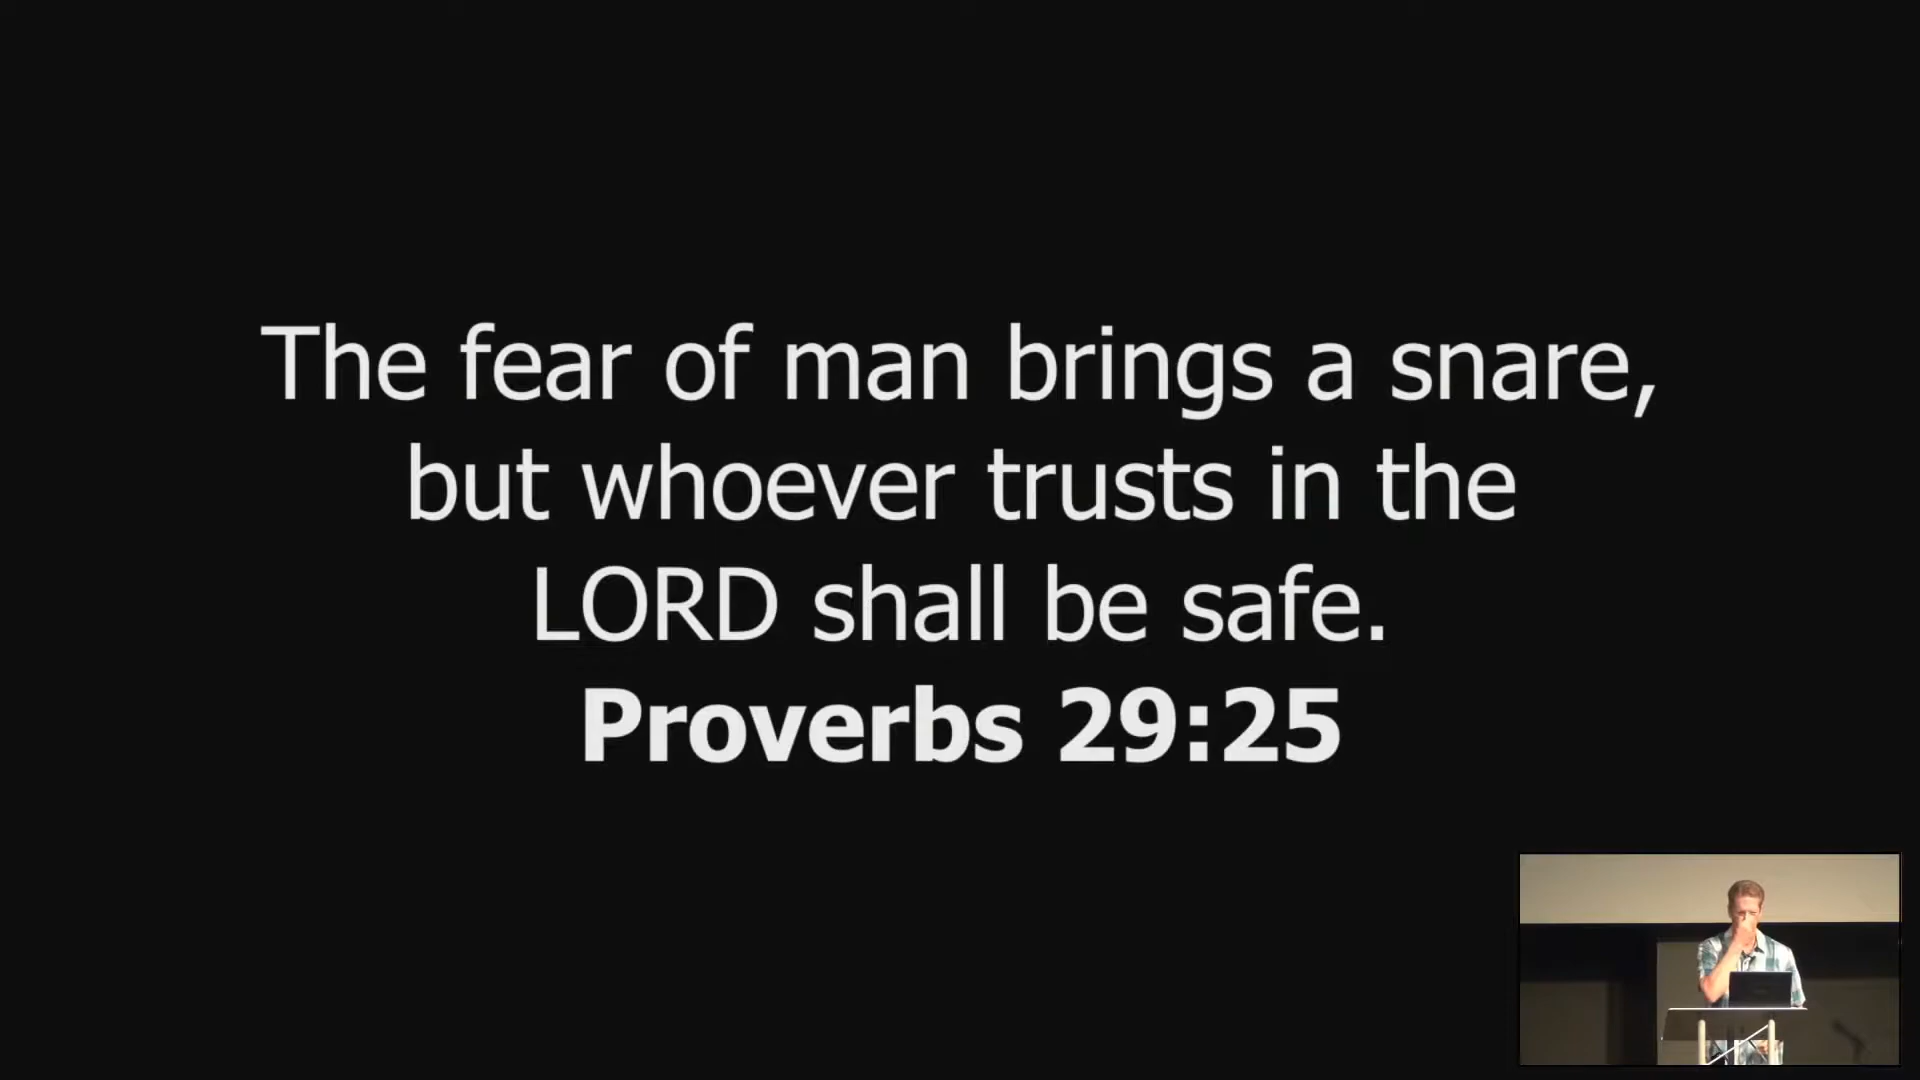 The fear of man brings a snare,
but whoever trusts in the
LORD shall be safe.
Proverbs 29:25